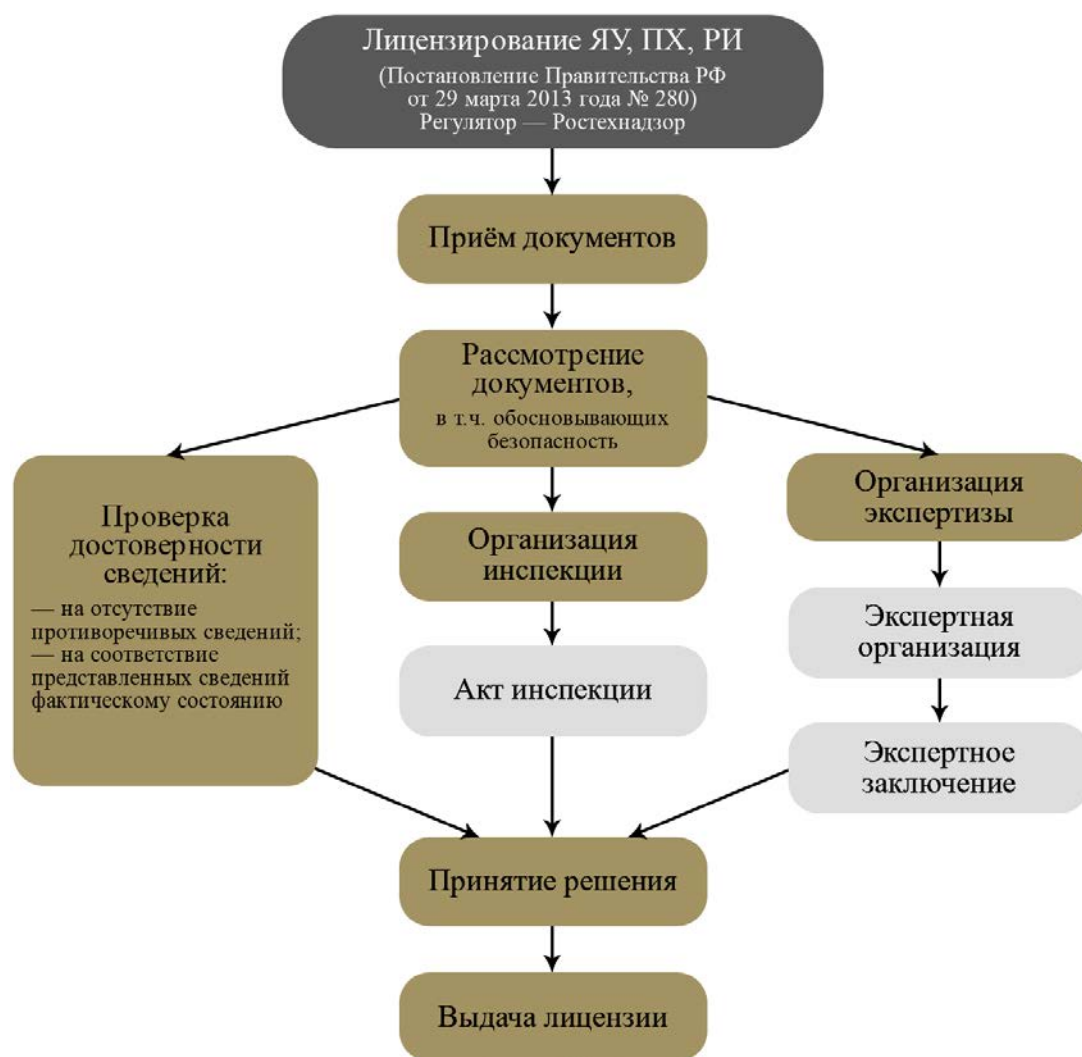 Лицензирование ЯУ, ПХ, РИ
(Постановление Правительства РФ
от 29 марта 2013 года № 280)
Регулятор — Ростехнадзор
Приём документов
Рассмотрение
документов,
в т.ч. обосновывающих
безопасность
Проверка
достоверности
сведений:
— на отсутствие
противоречивых сведений;
— на соответствие
представленных сведений
фактическому состоянию
Организация
инспекции
Акт инспекции
Организация
экспертизы
Экспертная
организация
Экспертное
заключение
Принятие решения
Выдача лицензии